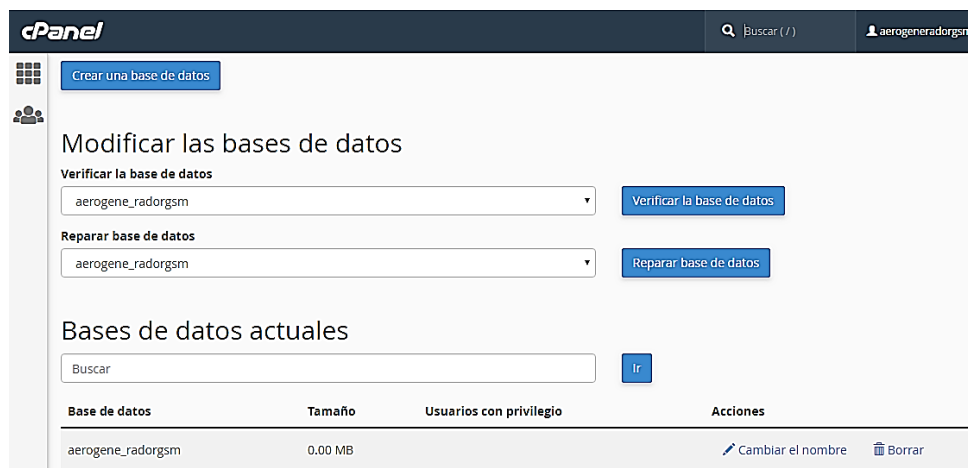 cPanel
Buscar ( / )
aerogeneradorgsm
Crear una base de datos
Modificar las bases de datos
Verificar la base de datos
aerogene_radorgsm
Verificar la base de datos
Reparar base de datos
aerogene_radorgsm
Reparar base de datos
Bases de datos actuales
Buscar
Ir
Base de datos Tamaño Usuarios con privilegio Acciones
aerogene_radorgsm 0.00 MB Cambiar el nombre Borrar